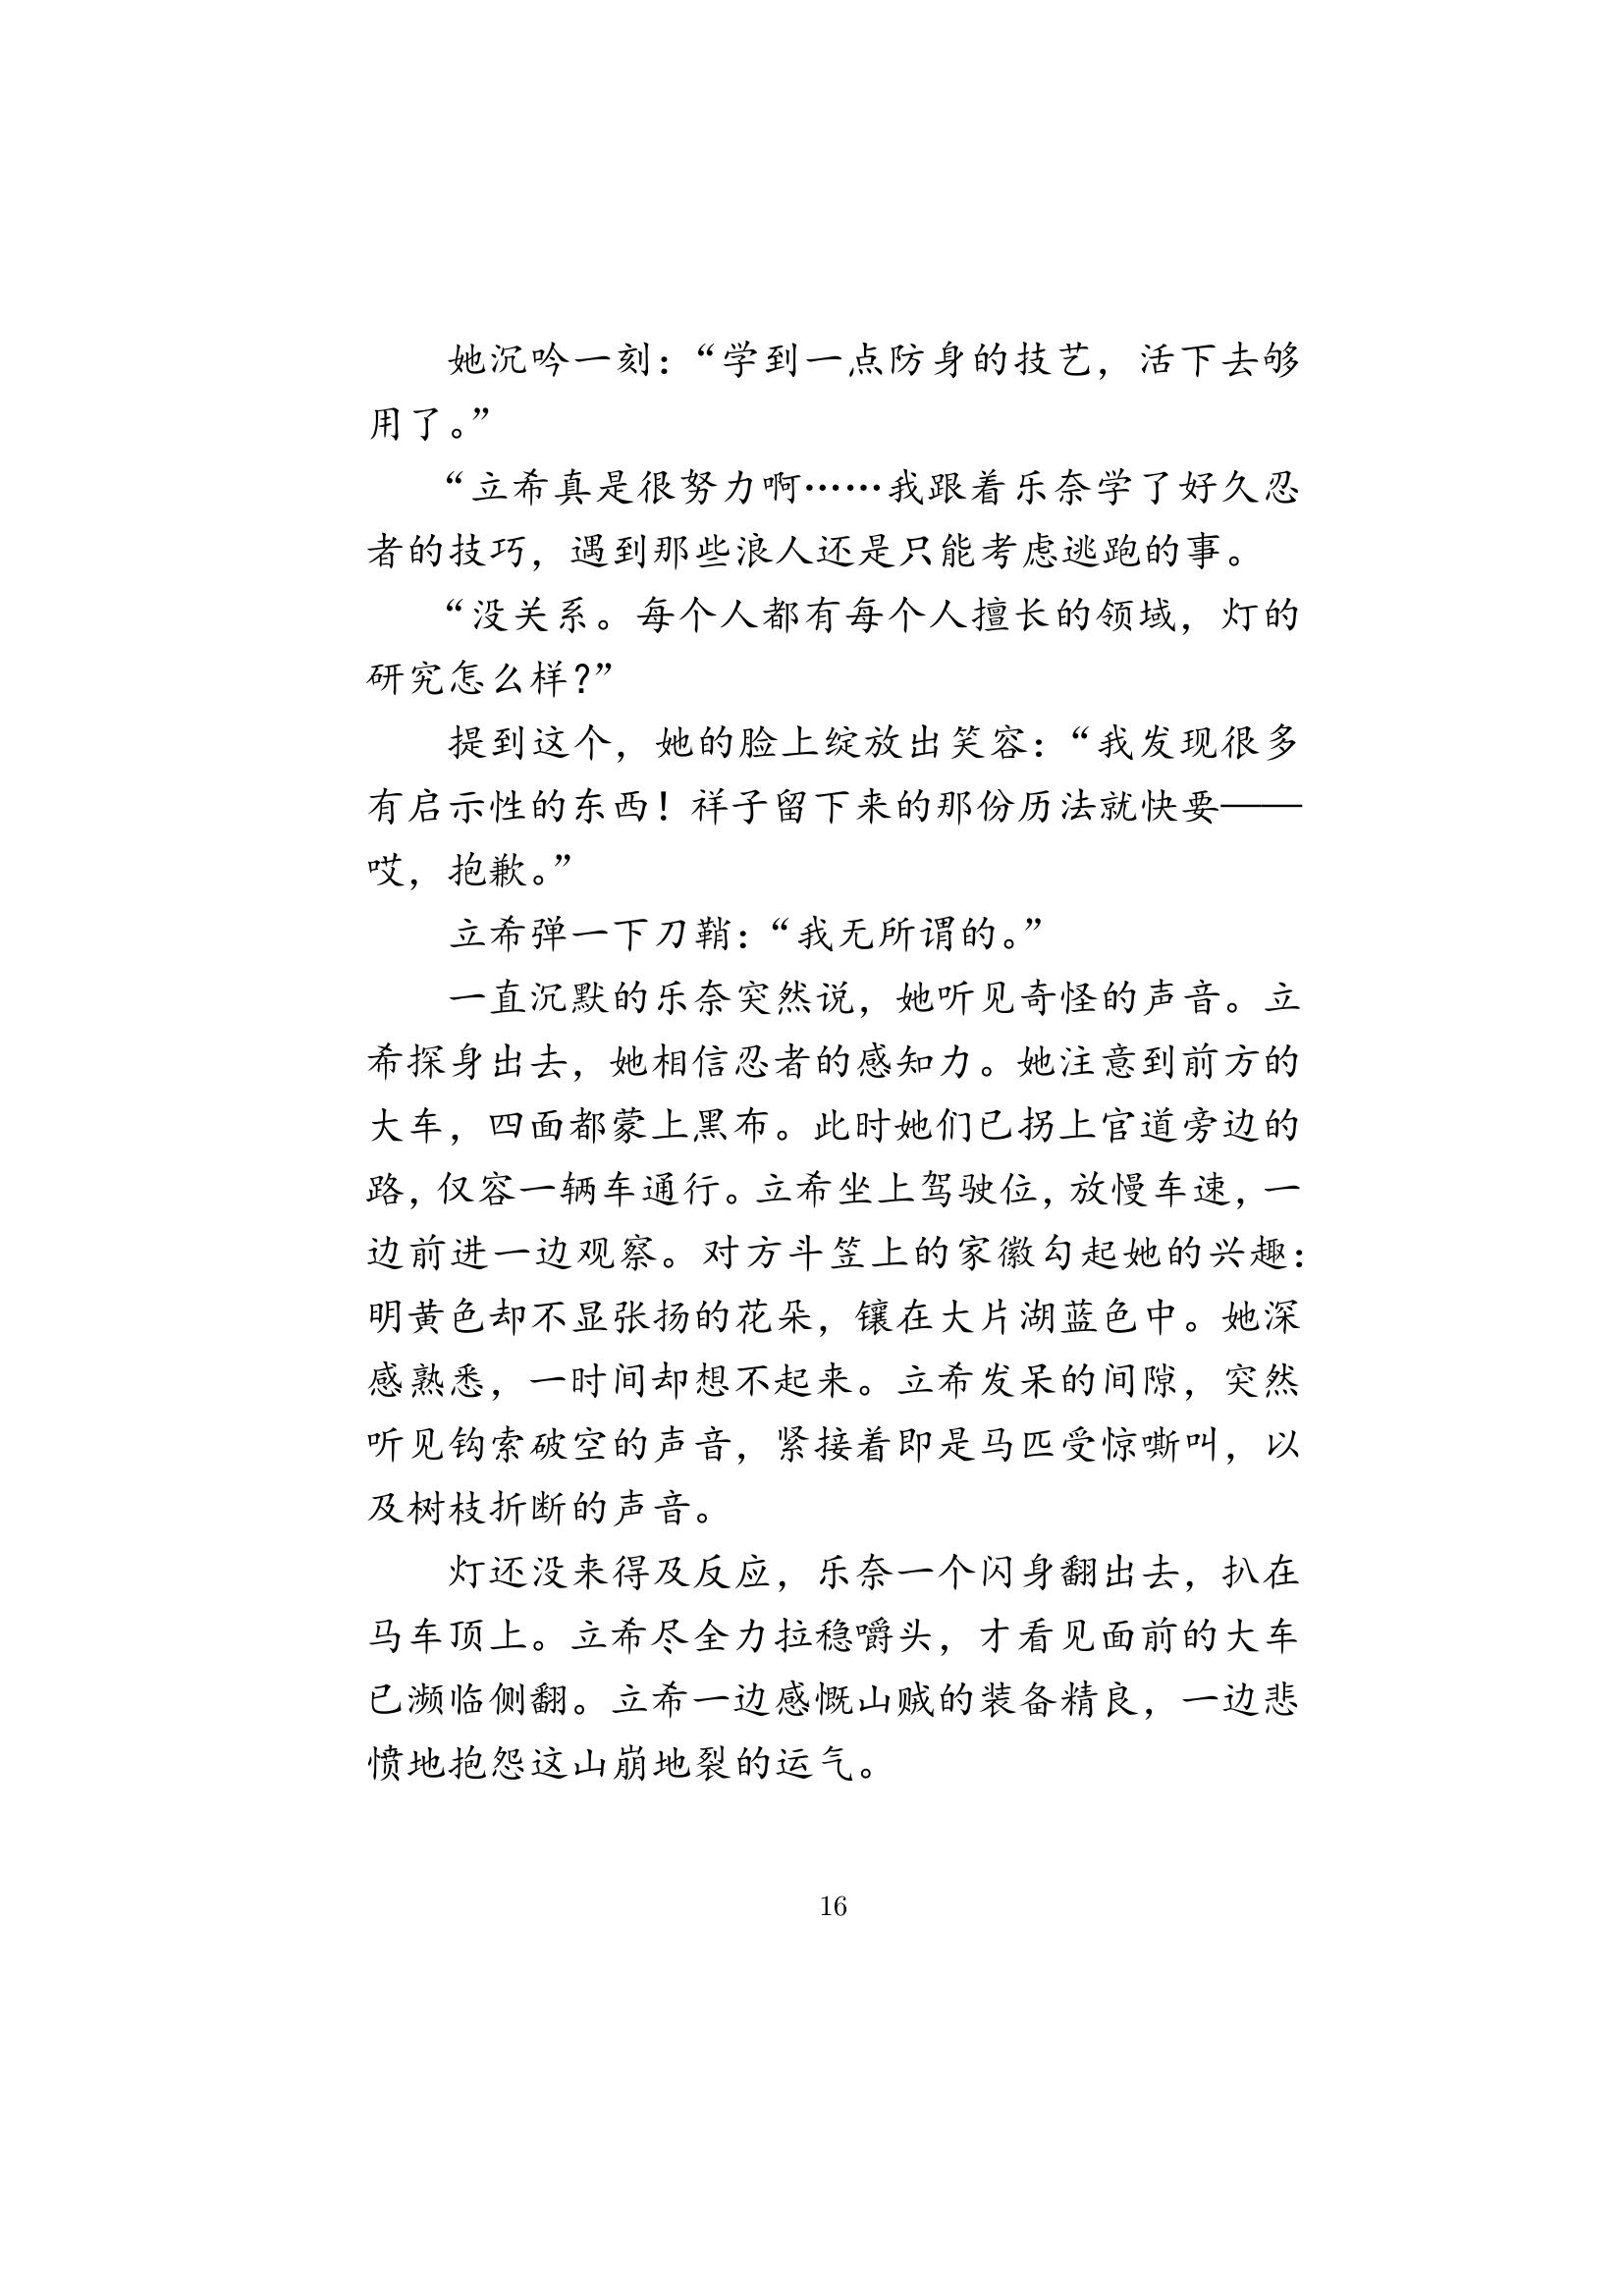 她沉吟一刻：“学到一点防身的技艺，活下去够
用了。”
“立希真是很努力啊……我跟着乐奈学了好久忍
者的技巧，遇到那些浪人还是只能考虑逃跑的事。
“没关系。每个人都有每个人擅长的领域，灯的
研究怎么样？”
提到这个，她的脸上绽放出笑容：“我发现很多
有启示性的东西！祥子留下来的那份历法就快要——
哎，抱歉。”
立希弹一下刀鞘：“我无所谓的。”
一直沉默的乐奈突然说，她听见奇怪的声音。立
希探身出去，她相信忍者的感知力。她注意到前方的
大车，四面都蒙上黑布。此时她们已拐上官道旁边的
路，仅容一辆车通行。立希坐上驾驶位，放慢车速，一
边前进一边观察。对方斗笠上的家徽勾起她的兴趣：
明黄色却不显张扬的花朵，镶在大片湖蓝色中。她深
感熟悉，一时间却想不起来。立希发呆的间隙，突然
听见钩索破空的声音，紧接着即是马匹受惊嘶叫，以
及树枝折断的声音。
灯还没来得及反应，乐奈一个闪身翻出去，扒在
马车顶上。立希尽全力拉稳嚼头，才看见面前的大车
已濒临侧翻。立希一边感慨山贼的装备精良，一边悲
愤地抱怨这山崩地裂的运气。
16